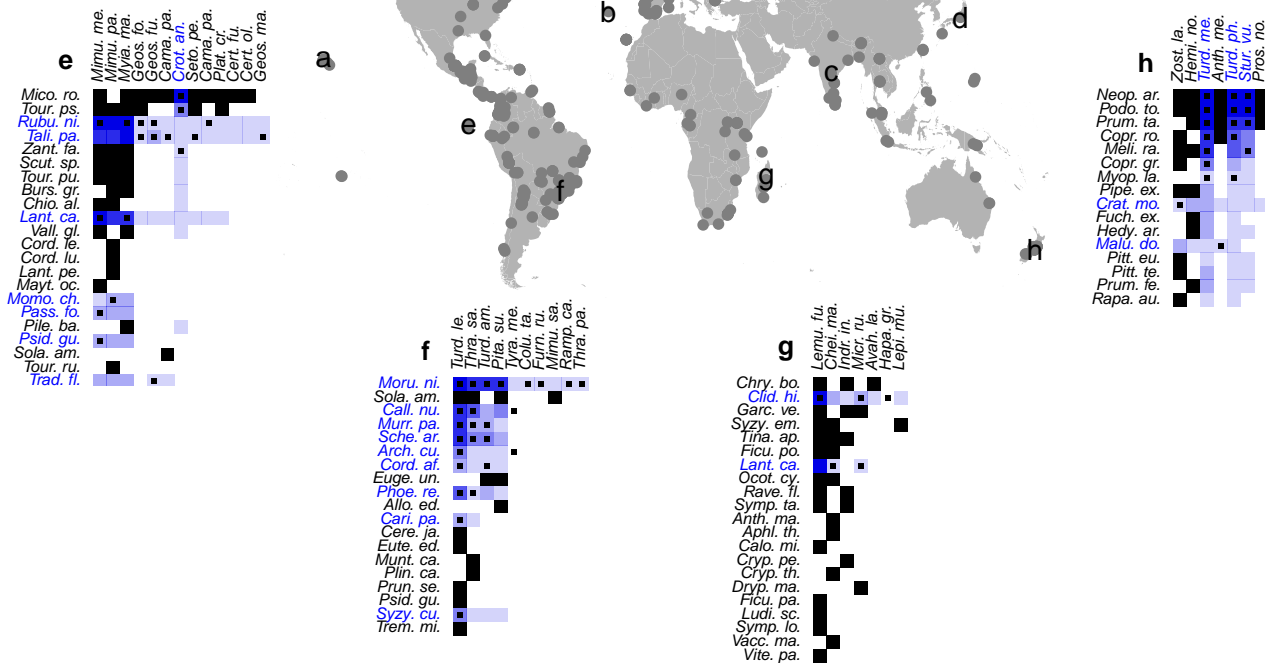 a
b
c
d
e
f
g
h
e
Mimu. me.
Mimu. pa.
Myia. ma.
Geos. fo.
Geos. fu.
Cama. pa.
Crot. an.
Seto. pe.
Cama. pa.
Plat. cr.
Cert. fu.
Cert. ol.
Geos. ma.
Mico. ro.
Tour. ps.
Rubu. ni.
Tali. pa.
Zant. fa.
Scut. sp.
Tour. pu.
Burs. gr.
Chio. al.
Lant. ca.
Vall. gl.
Cord. le.
Cord. lu.
Lant. pe.
Mayt. oc.
Momo. ch.
Pass. fo.
Pile. ba.
Psid. gu.
Sola. am.
Tour. ru.
Trad. fl.
f
Turd. le.
Thra. sa.
Turd. am.
Pita. su.
Tyra. me.
Colu. ta.
Furn. ru.
Mimu. sa.
Ramp. ca.
Thra. pa.
Moru. ni.
Sola. am.
Call. nu.
Murr. pa.
Sche. ar.
Arch. cu.
Cord. af.
Euge. un.
Phoe. re.
Allo. ed.
Cari. pa.
Cere. ja.
Eute. ed.
Munt. ca.
Plin. ca.
Prun. se.
Psid. gu.
Syzy. cu.
Trem. mi.
g
Lemu. fu.
Chei. ma.
Indr. in.
Micr. ru.
Avah. la.
Hapa. gr.
Lepi. mu.
Chry. bo.
Clid. hi.
Garc. ve.
Syzy. em.
Tina. ap.
Ficu. po.
Lant. ca.
Ocot. cy.
Rave. fl.
Symp. ta.
Anth. ma.
Aphl. th.
Calo. mi.
Cryp. pe.
Cryp. th.
Dryp. ma.
Ficu. pa.
Ludi. sc.
Symp. lo.
Vacc. ma.
Vite. pa.
h
Zost. la.
Hemi. no.
Turd. me.
Anth. me.
Turd. ph.
Stur. vu.
Pros. no.
Neop. ar.
Podo. to.
Prum. ta.
Copr. ro.
Meli. ra.
Copr. gr.
Myop. la.
Pipe. ex.
Crat. mo.
Fuch. ex.
Hedy. ar.
Malu. do.
Pitt. eu.
Pitt. te.
Prum. fe.
Rapa. au.